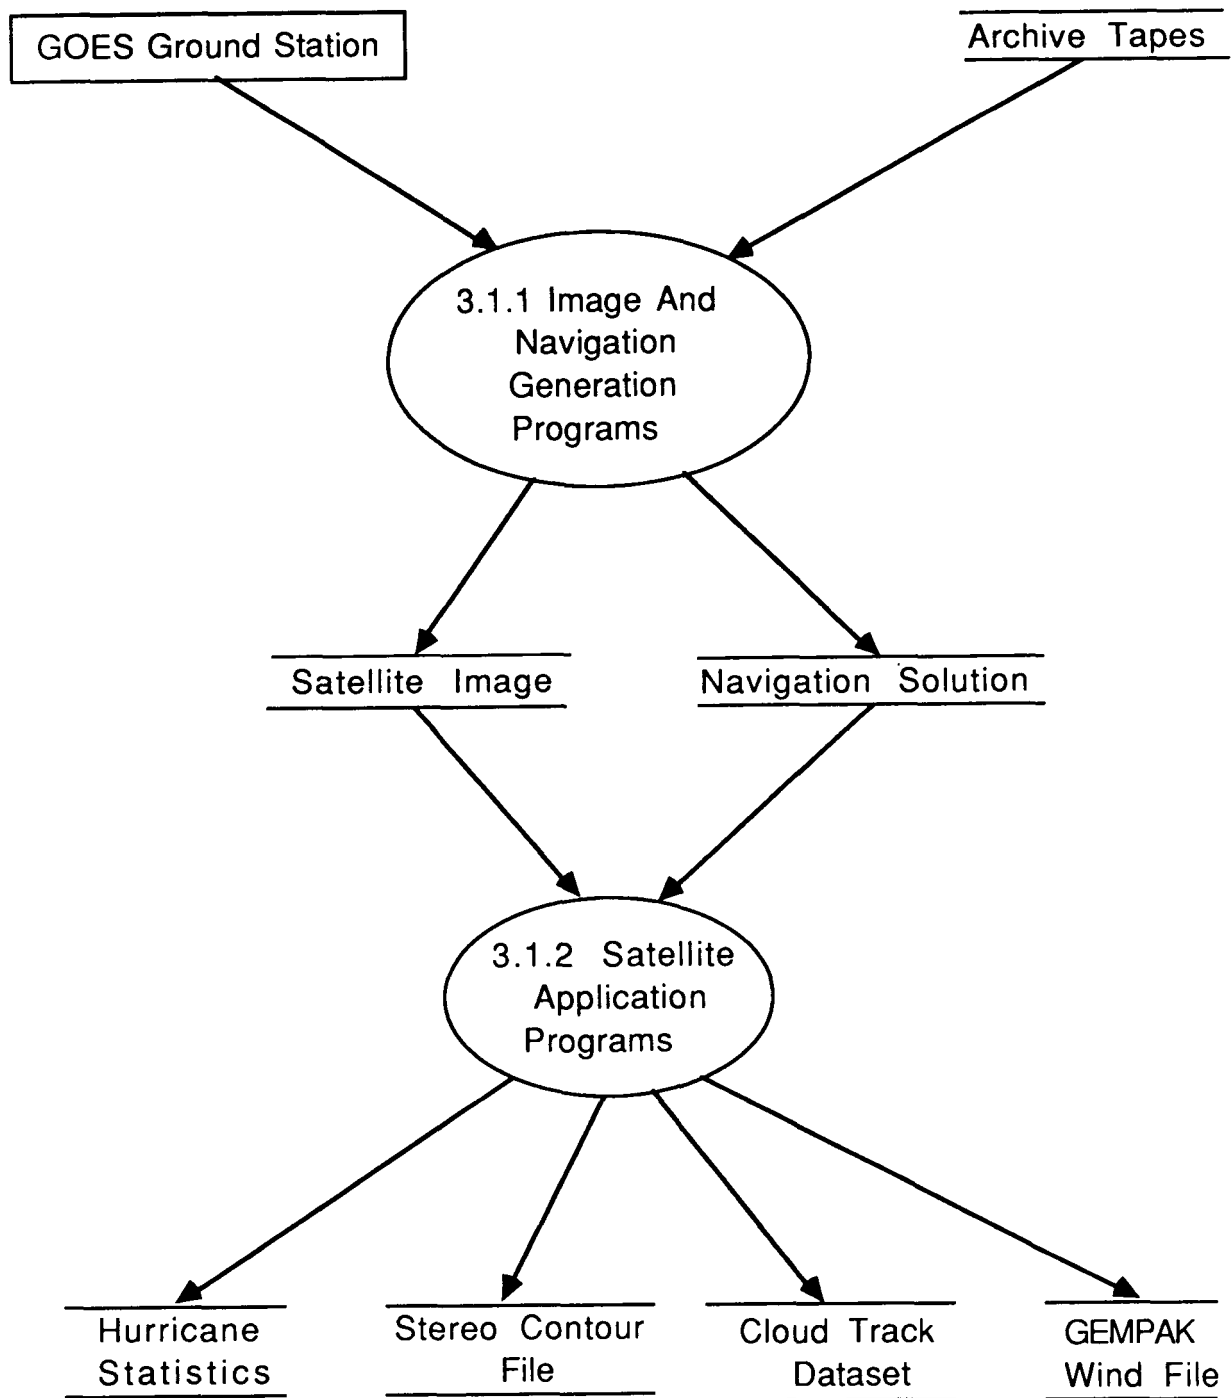 GOES Ground Station
Archive Tapes
3.1.1 Image And
Navigation
Generation
Programs
Satellite Image
Navigation Solution
3.1.2 Satellite
Application
Programs
Hurricane
Statistics
Stereo Contour
File
Cloud Track
Dataset
GEMPAK
Wind File